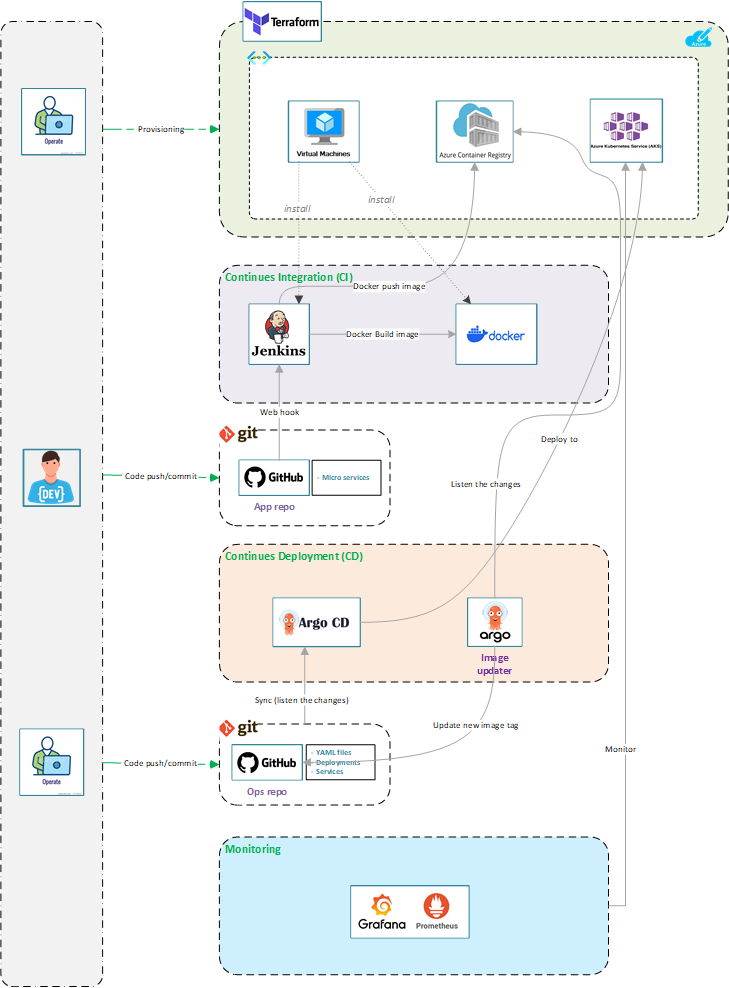 Terraform
Azure
Operate
Provisioning
Virtual Machines
Azure Container Registry
Azure Kubernetes Service (AKS)
install
install
Continues Integration (CI)
Docker push image
Jenkins
Docker Build image
docker
Web hook
git
Deploy to
{DEV}
Code push/commit
GitHub
- Micro services
Listen the changes
App repo
Continues Deployment (CD)
Argo CD
argo
Image
updater
Sync (listen the changes)
git
Update new image tag
Operate
Code push/commit
GitHub
- YAML files
- Deployments
- Services
Monitor
Ops repo
Monitoring
Grafana
Prometheus